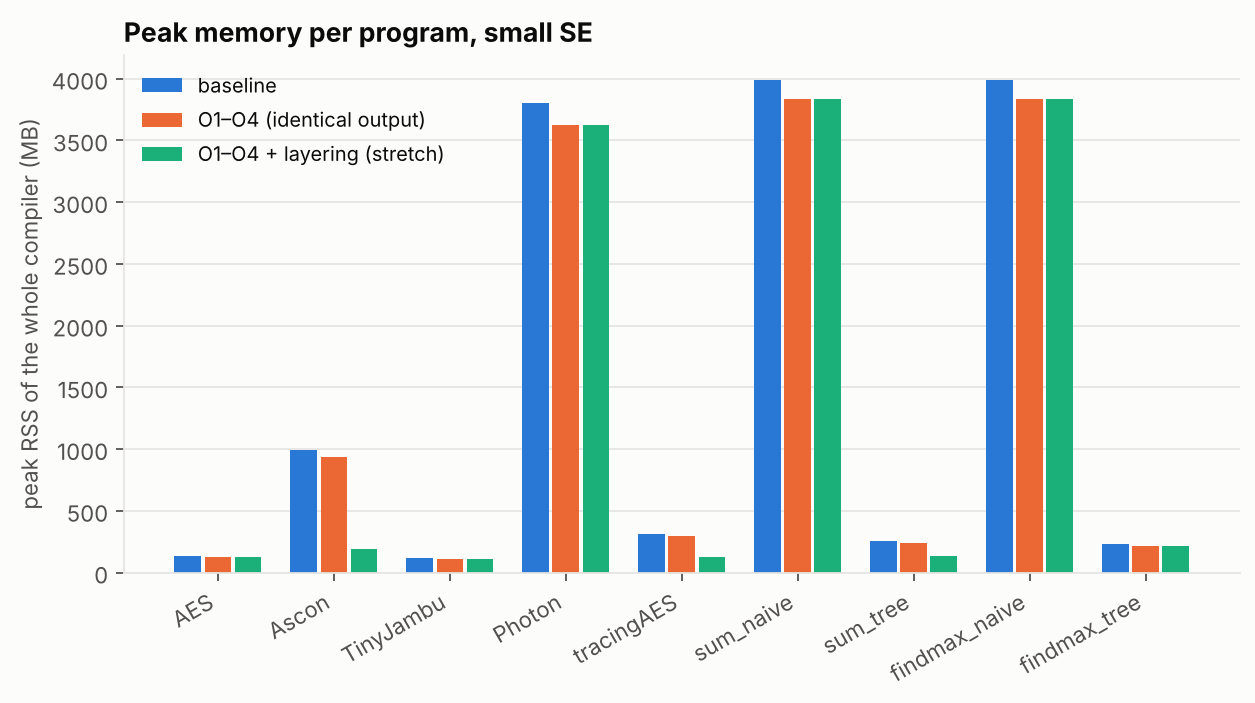 Peak memory per program, small SE
baseline
O1–O4 (identical output)
O1–O4 + layering (stretch)
peak RSS of the whole compiler (MB)
4000
3500
3000
2500
2000
1500
1000
500
0
AES
Ascon
TinyJambu
Photon
tracingAES
sum_naive
sum_tree
findmax_naive
findmax_tree